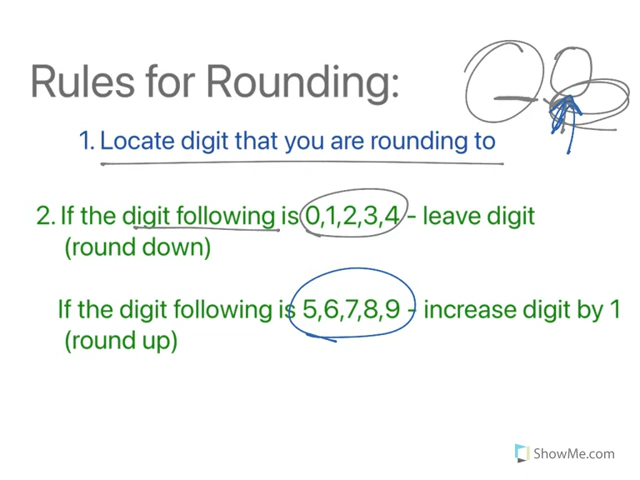 Rules for Rounding:
1. Locate digit that you are rounding to
2. If the digit following is 0,1,2,3,4 - leave digit
(round down)
If the digit following is 5,6,7,8,9 - increase digit by 1
(round up)
ShowMe.com